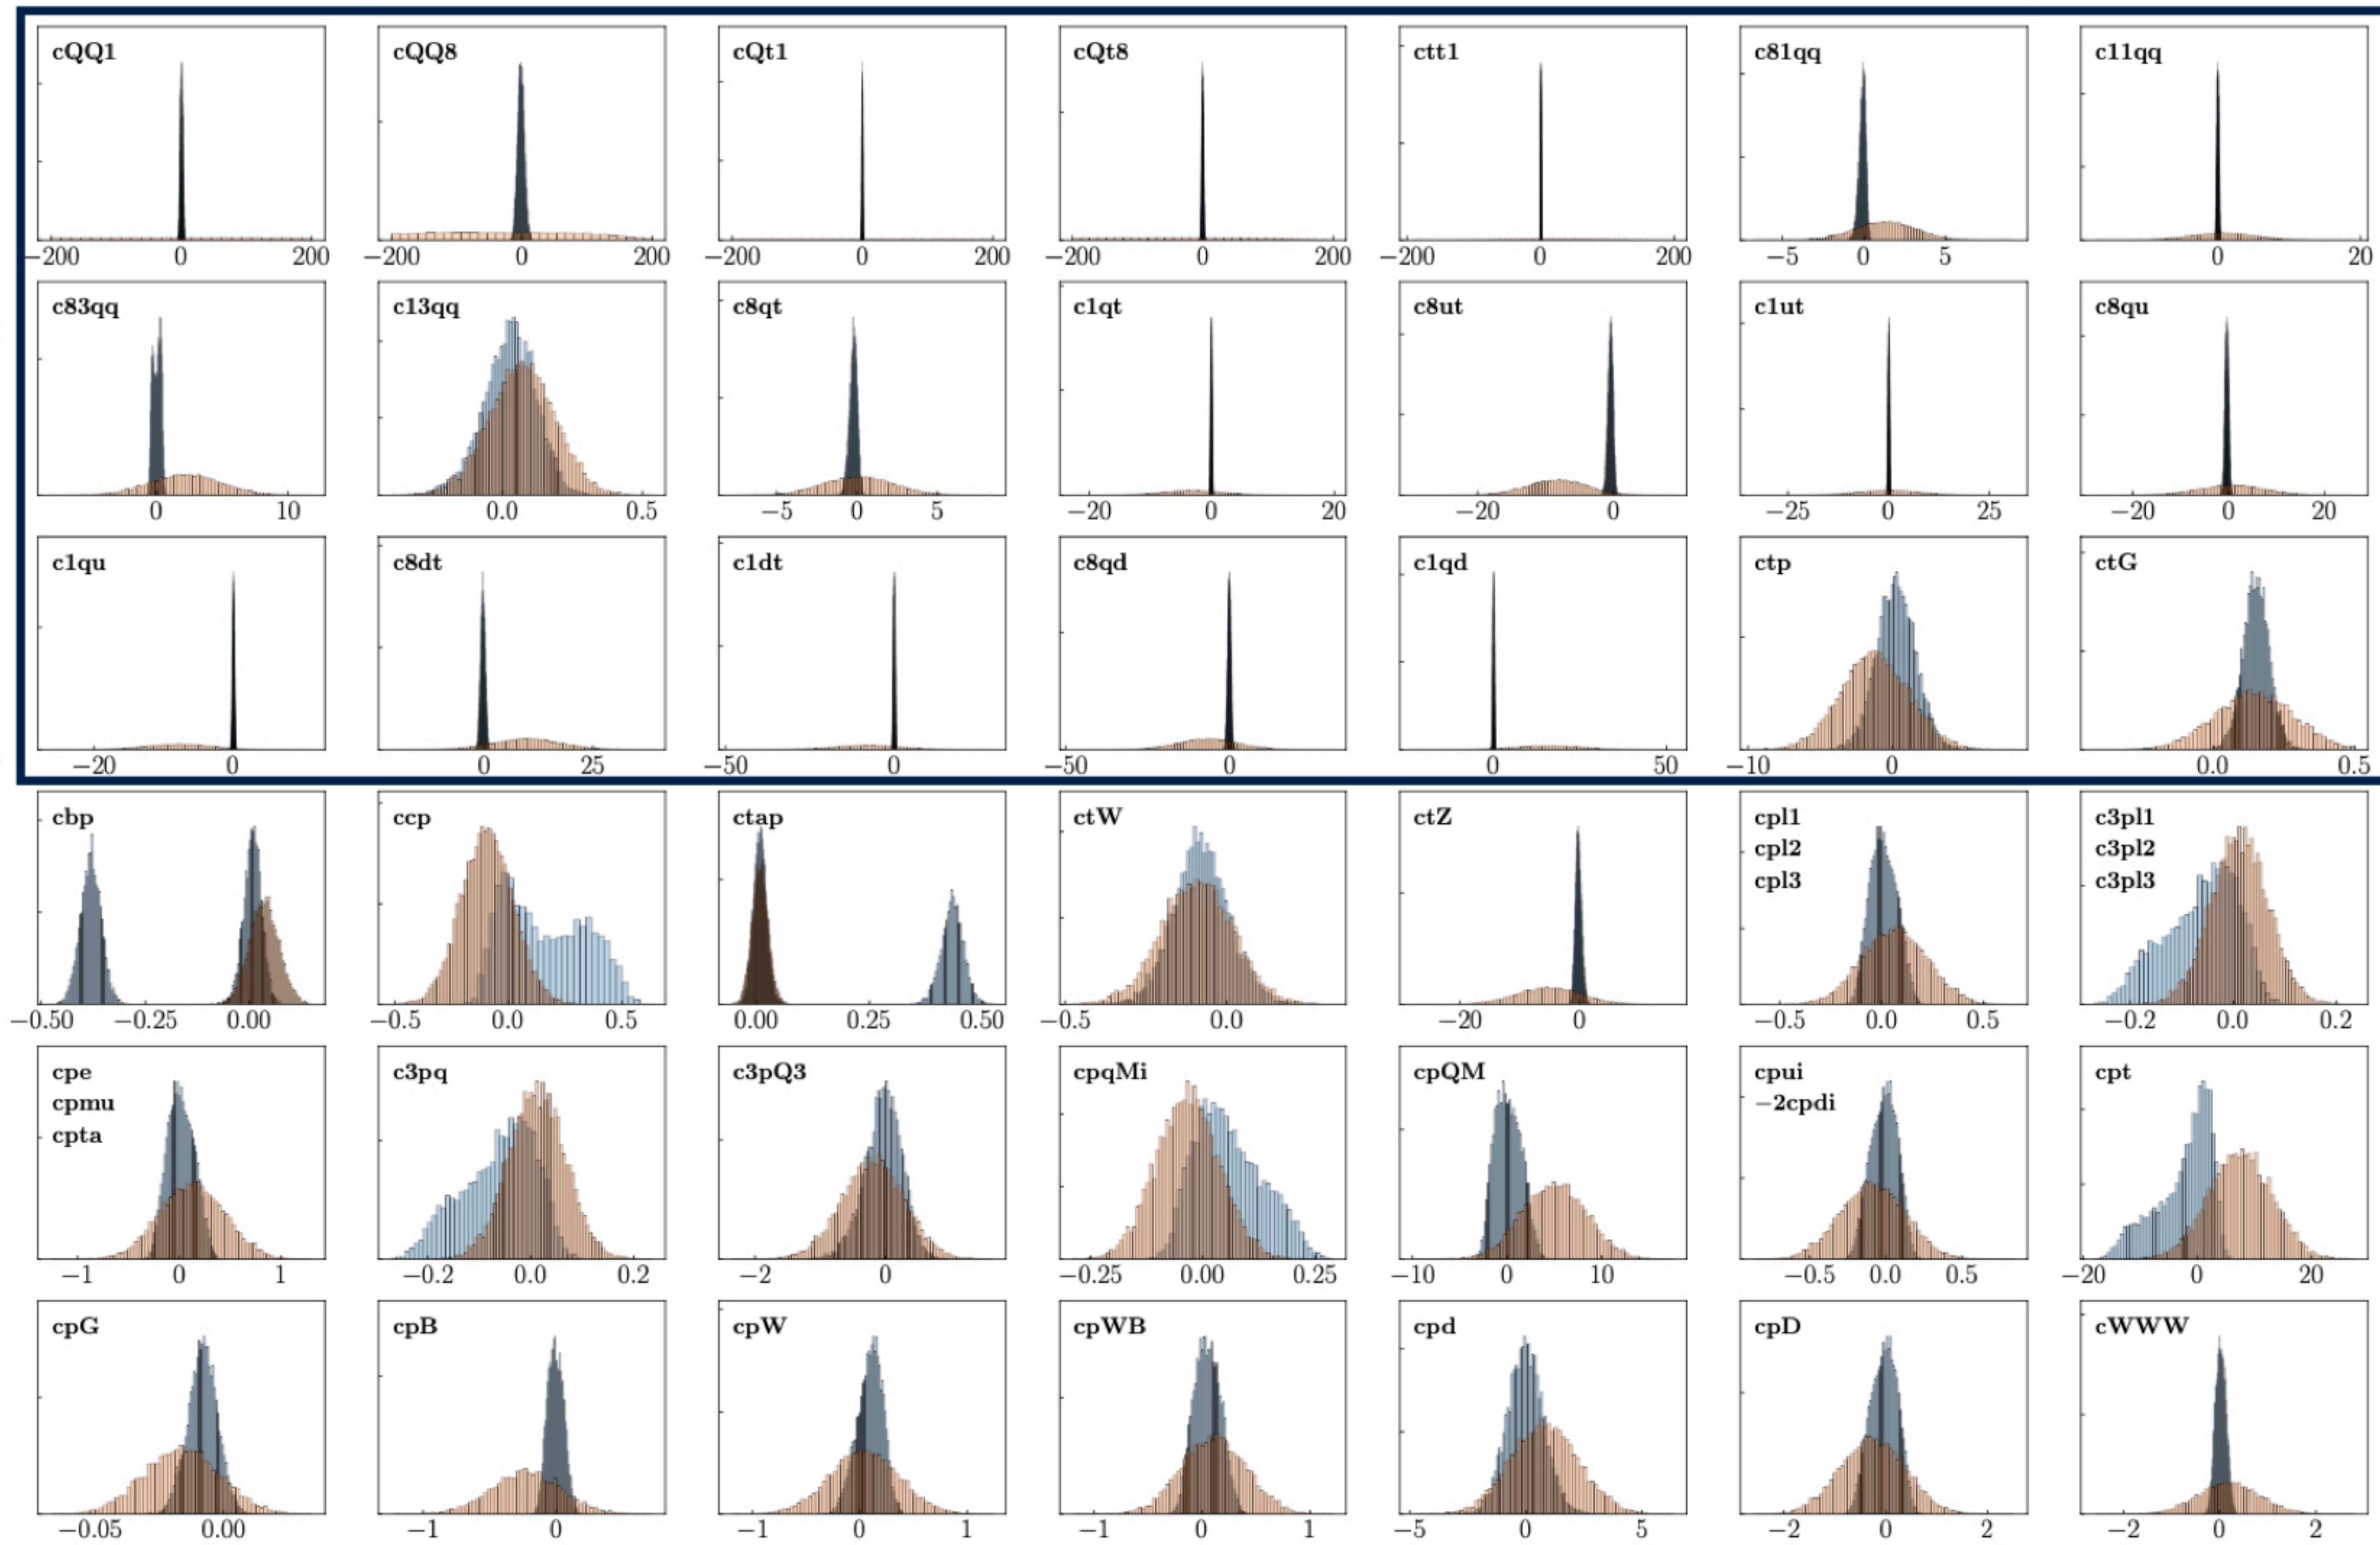 cQQ1
−200 0 200
cQQ8
−200 0 200
cQt1
−200 0 200
cQt8
−200 0 200
ctt1
−200 0 200
c81qq
−5 0 5
c11qq
0 20
c83qq
0 10
c13qq
0.0 0.5
c8qt
−5 0 5
c1qt
−20 0 20
c8ut
−20 0
c1ut
−25 0 25
c8qu
−20 0 20
c1qu
−20 0
c8dt
0 25
c1dt
−50 0
c8qd
−50 0
c1qd
0 50
ctp
−10 0
ctG
0.0 0.5
cbp
−0.50 −0.25 0.00
ccp
−0.5 0.0 0.5
ctap
0.00 0.25 0.50
ctW
−0.5 0.0
ctZ
−20 0
cpl1
cpl2
cpl3
−0.5 0.0 0.5
c3pl1
c3pl2
c3pl3
−0.2 0.0 0.2
cpe
cpmu
cpta
−1 0 1
c3pq
−0.2 0.0 0.2
c3pQ3
−2 0
cpqMi
−0.25 0.00 0.25
cpQM
−10 0 10
cpui
−2cpdi
−0.5 0.0 0.5
cpt
−20 0 20
cpG
−0.05 0.00
cpB
−1 0
cpW
−1 0 1
cpWB
−1 0 1
cpd
−5 0 5
cpD
−2 0 2
cWWW
−2 0 2